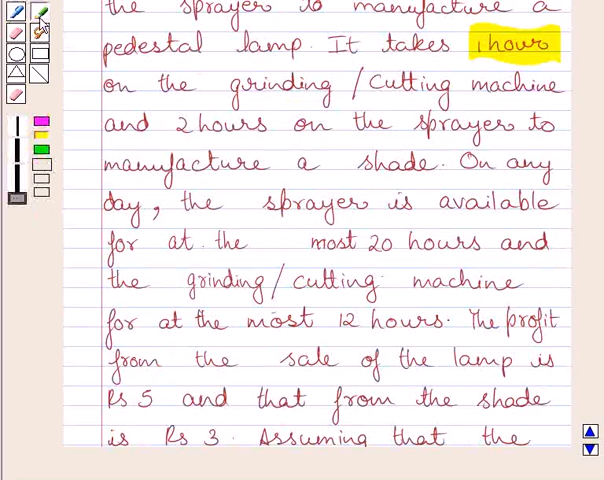 the sprayer to manufacture a
pedestal lamp. It takes 1 hour
on the grinding/cutting machine
and 2 hours on the sprayer to
manufacture a shade. On any
day, the sprayer is available
for at the most 20 hours and
the grinding/cutting machine
for at the most 12 hours. The profit
from the sale of the lamp is
Rs 5 and that from the shade
is Rs 3. Assuming that the